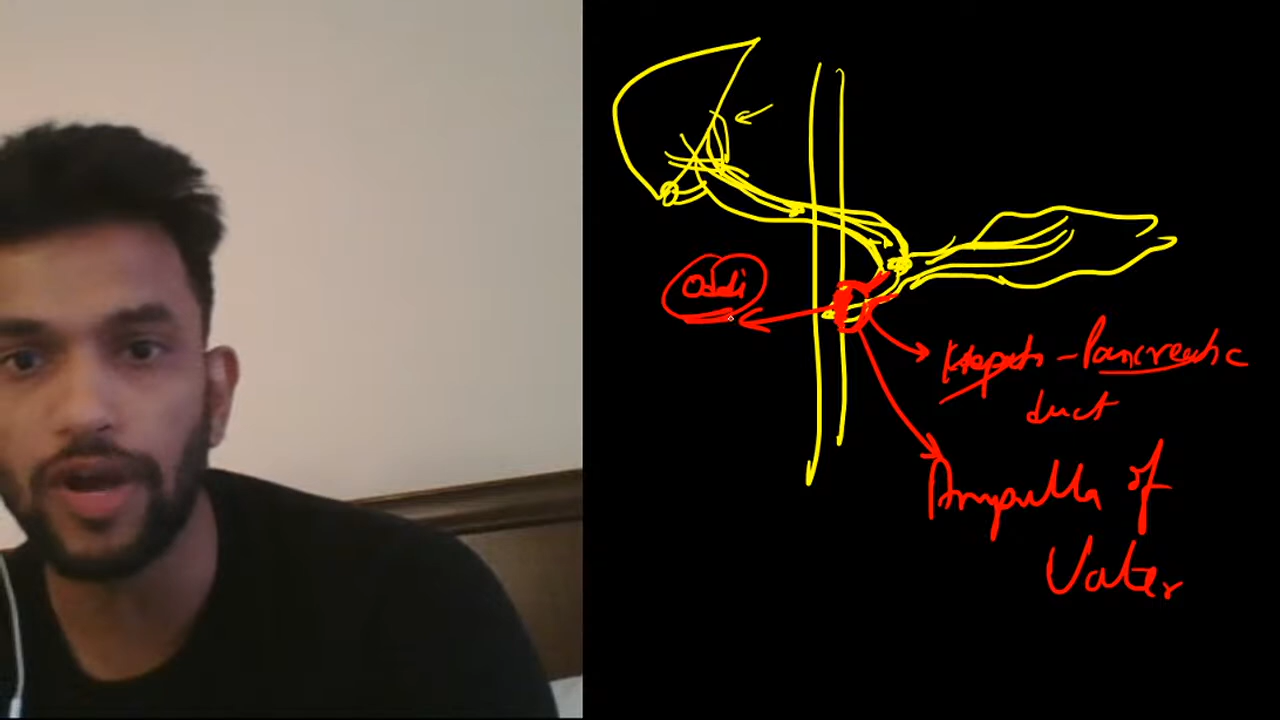 Oddi
Hepato - Pancreatic
duct
Ampulla of
Vater